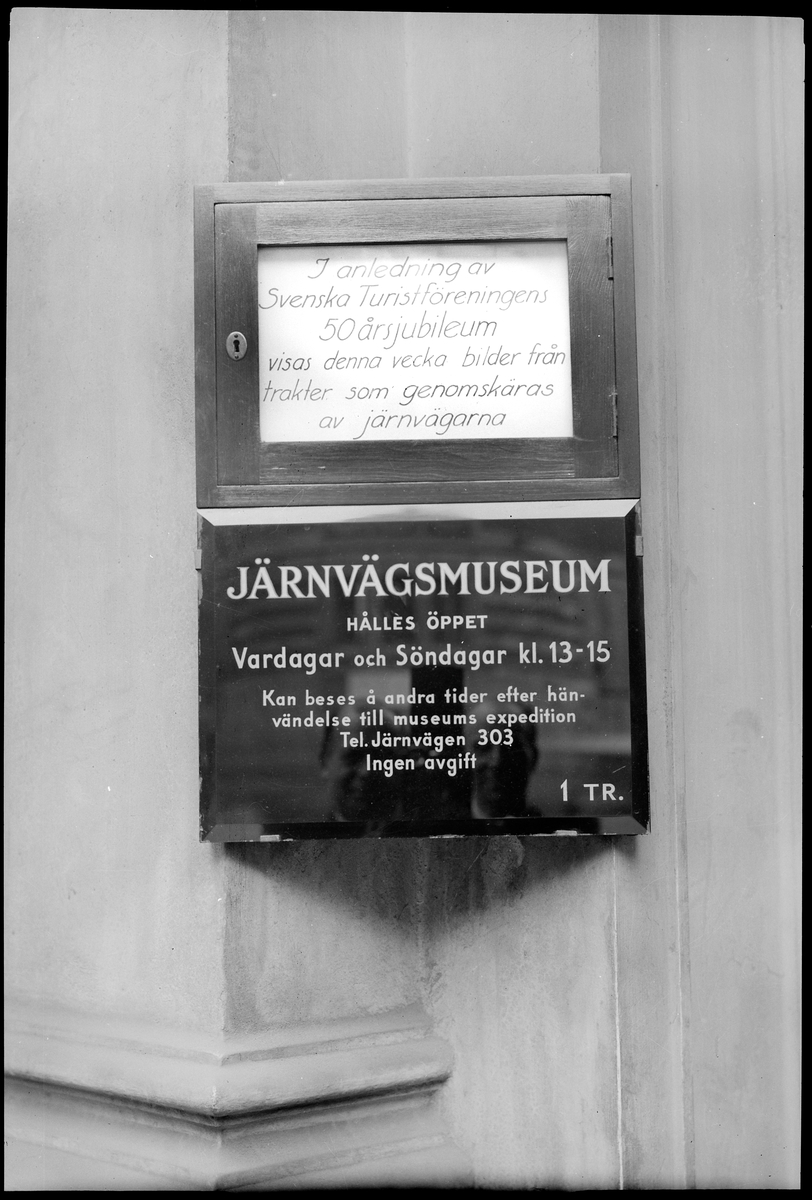 I anledning av
Svenska Turistföreningens
50 årsjubileum
visas denna vecka bilder från
trakter som genomskäras
av järnvägarna
JÄRNVÄGSMUSEUM
HÅLLES ÖPPET
Vardagar och Söndagar kl. 13-15
Kan beses å andra tider efter hän-
vändelse till museums expedition
Tel. Järnvägen 303
Ingen avgift
1 TR.